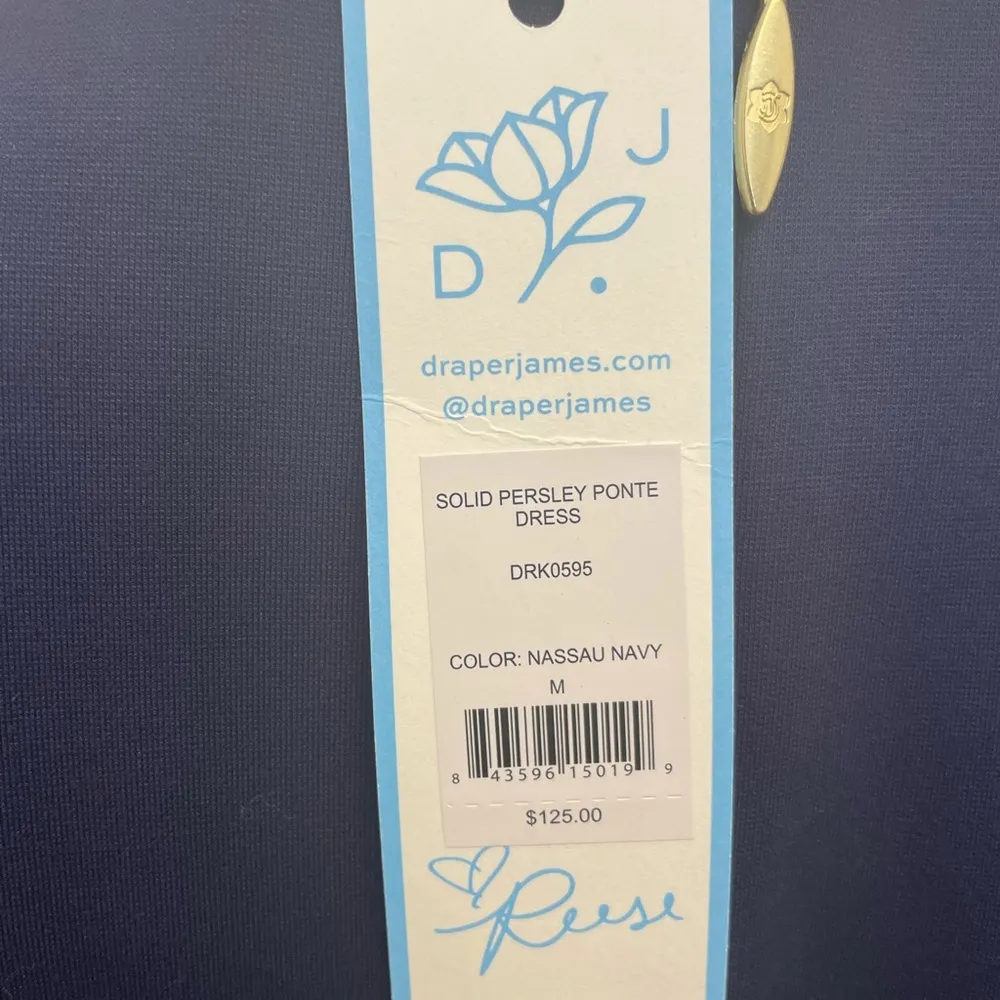 J
D .
draperjames.com
@draperjames
SOLID PERSLEY PONTE
DRESS
DRK0595
COLOR: NASSAU NAVY
M
8 43596 15019 9
$125.00
Reese